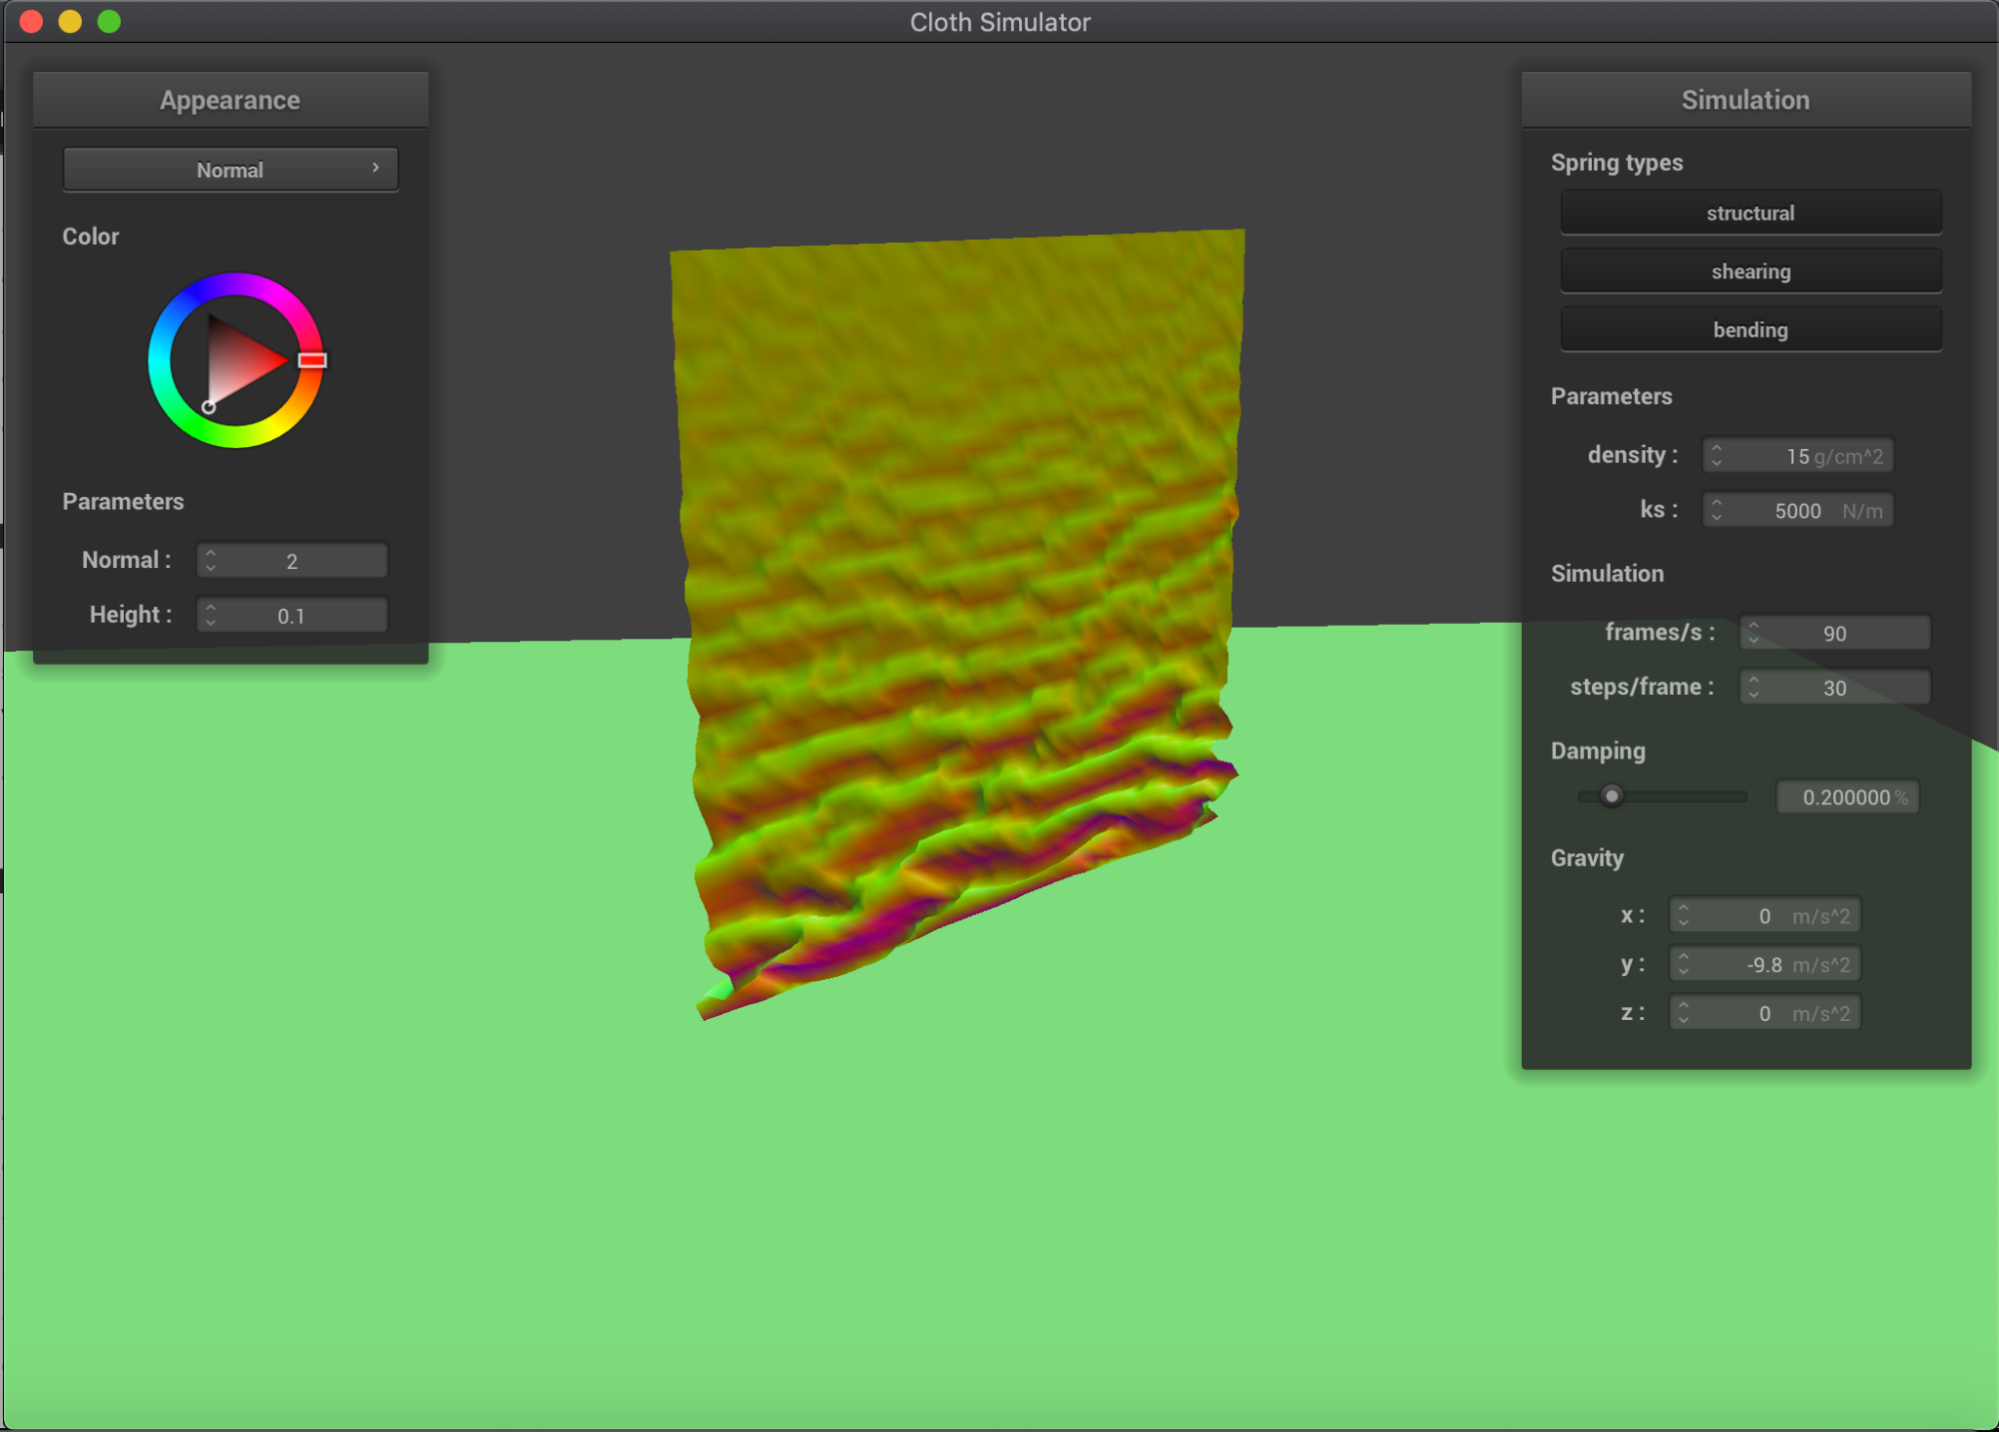 Cloth Simulator
Appearance
Normal
Color
Parameters
Normal : 2
Height : 0.1
Simulation
Spring types
structural
shearing
bending
Parameters
density : 15 g/cm^2
ks : 5000 N/m
Simulation
frames/s : 90
steps/frame : 30
Damping
0.200000 %
Gravity
x : 0 m/s^2
y : -9.8 m/s^2
z : 0 m/s^2